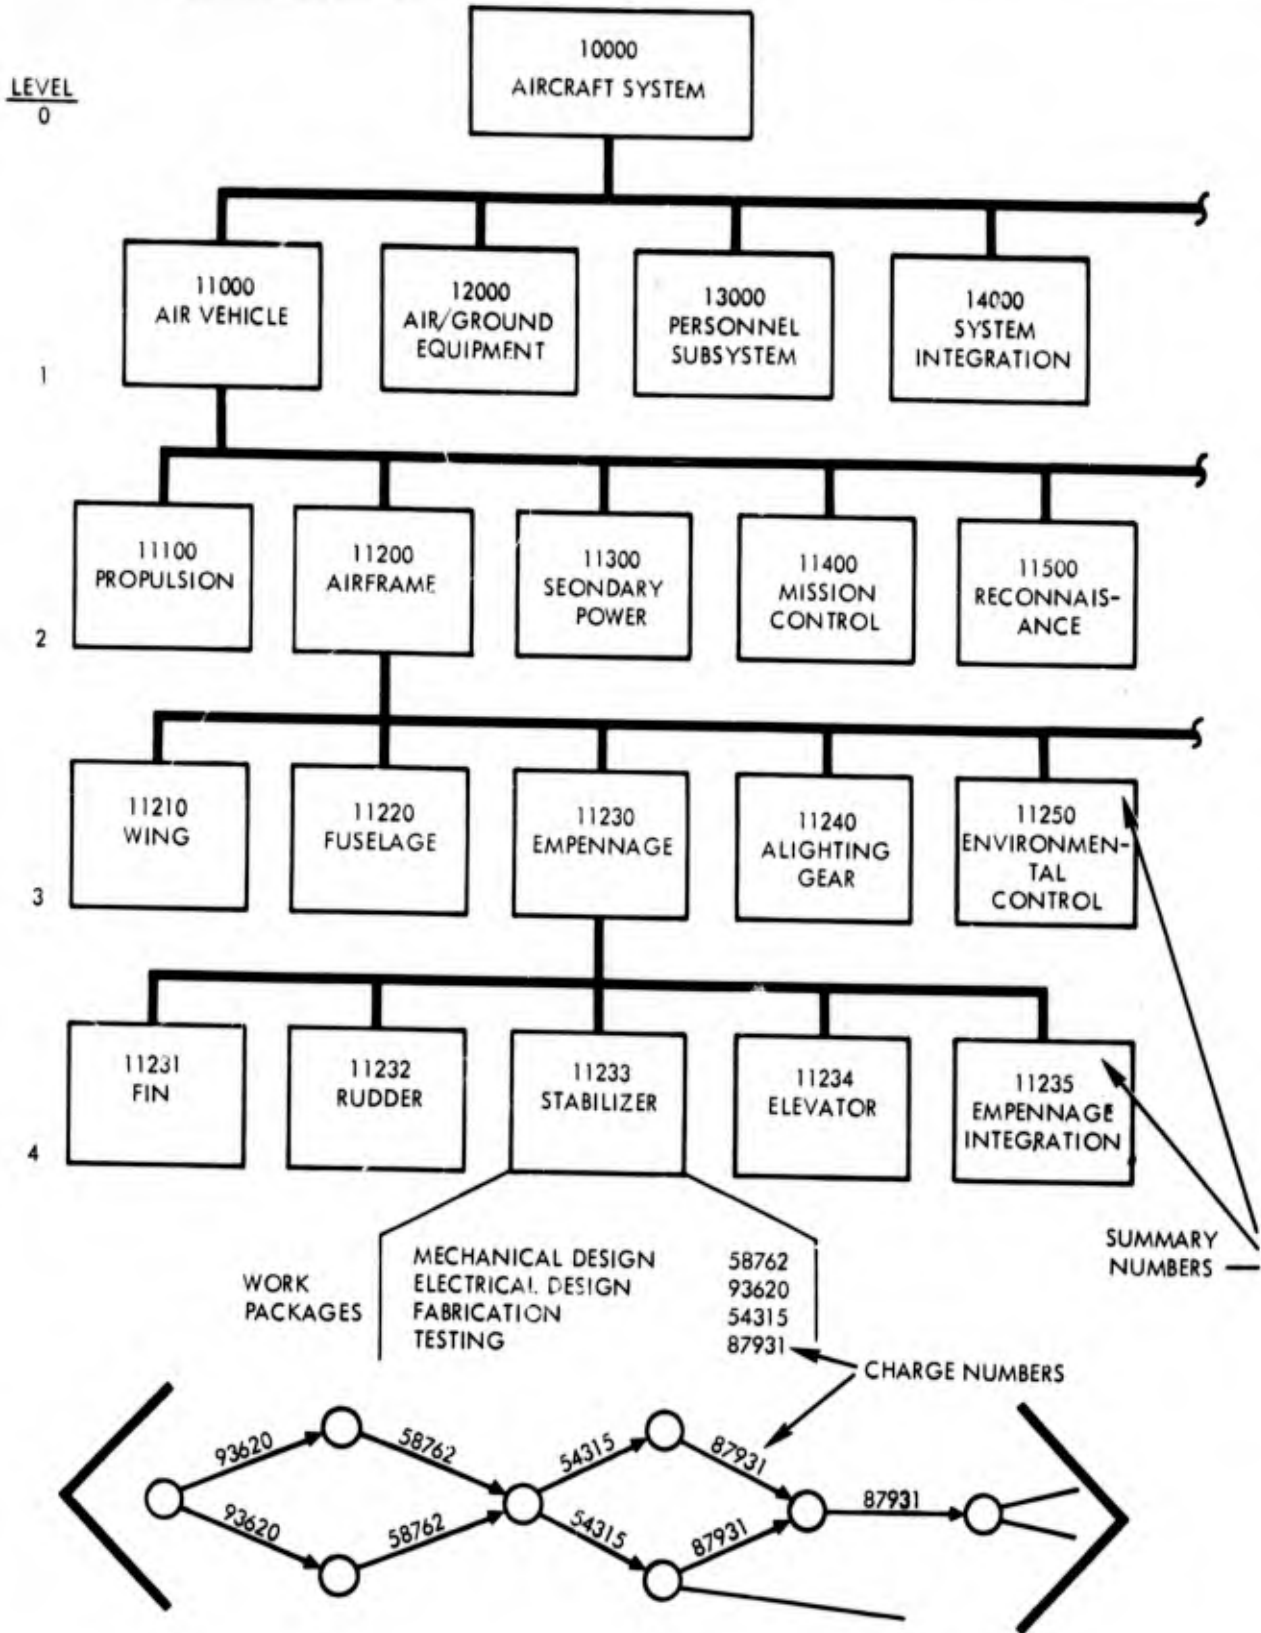 LEVEL
0
10000
AIRCRAFT SYSTEM
1
11000
AIR VEHICLE
12000
AIR/GROUND
EQUIPMENT
13000
PERSONNEL
SUBSYSTEM
14000
SYSTEM
INTEGRATION
2
11100
PROPULSION
11200
AIRFRAME
11300
SEONDARY
POWER
11400
MISSION
CONTROL
11500
RECONNAIS-
ANCE
3
11210
WING
11220
FUSELAGE
11230
EMPENNAGE
11240
ALIGHTING
GEAR
11250
ENVIRONMEN-
TAL
CONTROL
4
11231
FIN
11232
RUDDER
11233
STABILIZER
11234
ELEVATOR
11235
EMPENNAGE
INTEGRATION
SUMMARY
NUMBERS
WORK
PACKAGES
MECHANICAL DESIGN 58762
ELECTRICAL DESIGN 93620
FABRICATION 54315
TESTING 87931
CHARGE NUMBERS
93620
58762
54315
87931
87931
93620
58762
54315
87931